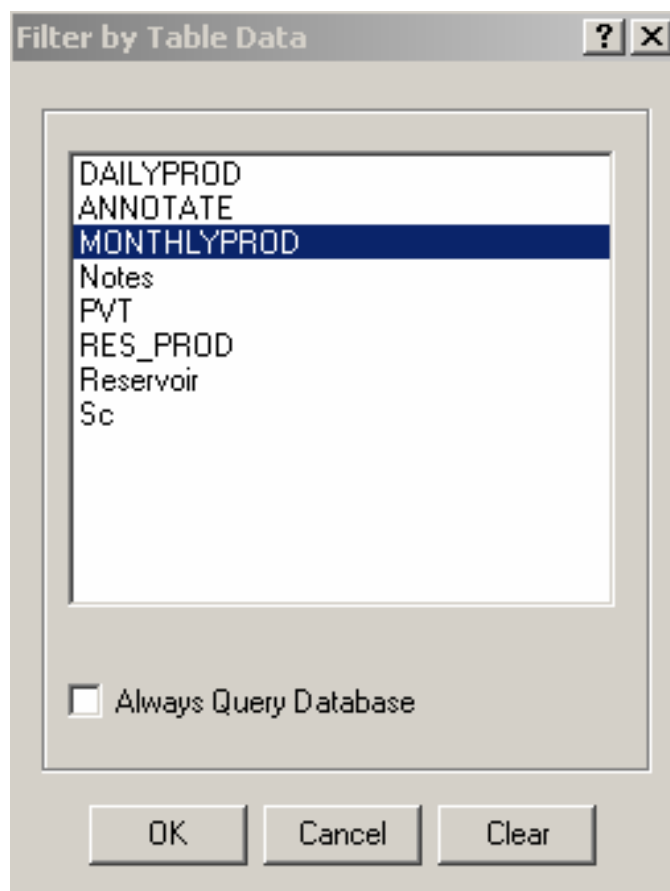 Filter by Table Data
DAILYPROD
ANNOTATE
MONTHLYPROD
Notes
PVT
RES_PROD
Reservoir
Sc
Always Query Database
OK Cancel Clear